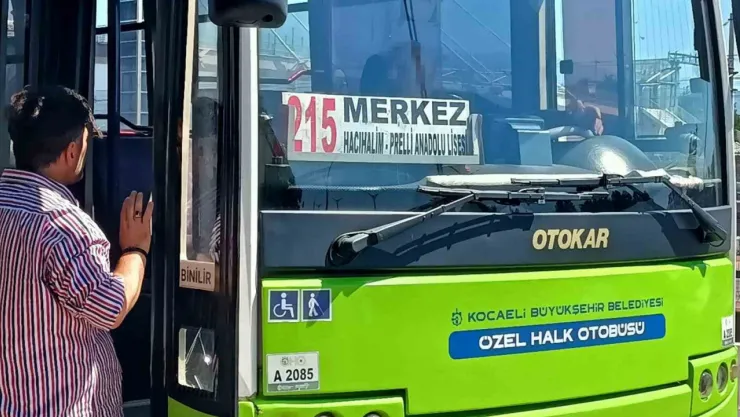 215 MERKEZ
HACIHALİM - PRELLİ ANADOLU LİSESİ
OTOKAR
BİNİLİR
KOCAELİ BÜYÜKŞEHİR BELEDİYESİ
ÖZEL HALK OTOBÜSÜ
A 2085